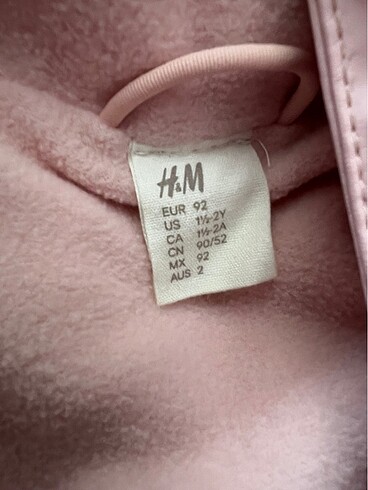 H&M
EUR 92
US 1½-2Y
CA 1½-2A
CN 90/52
MX 92
AUS 2